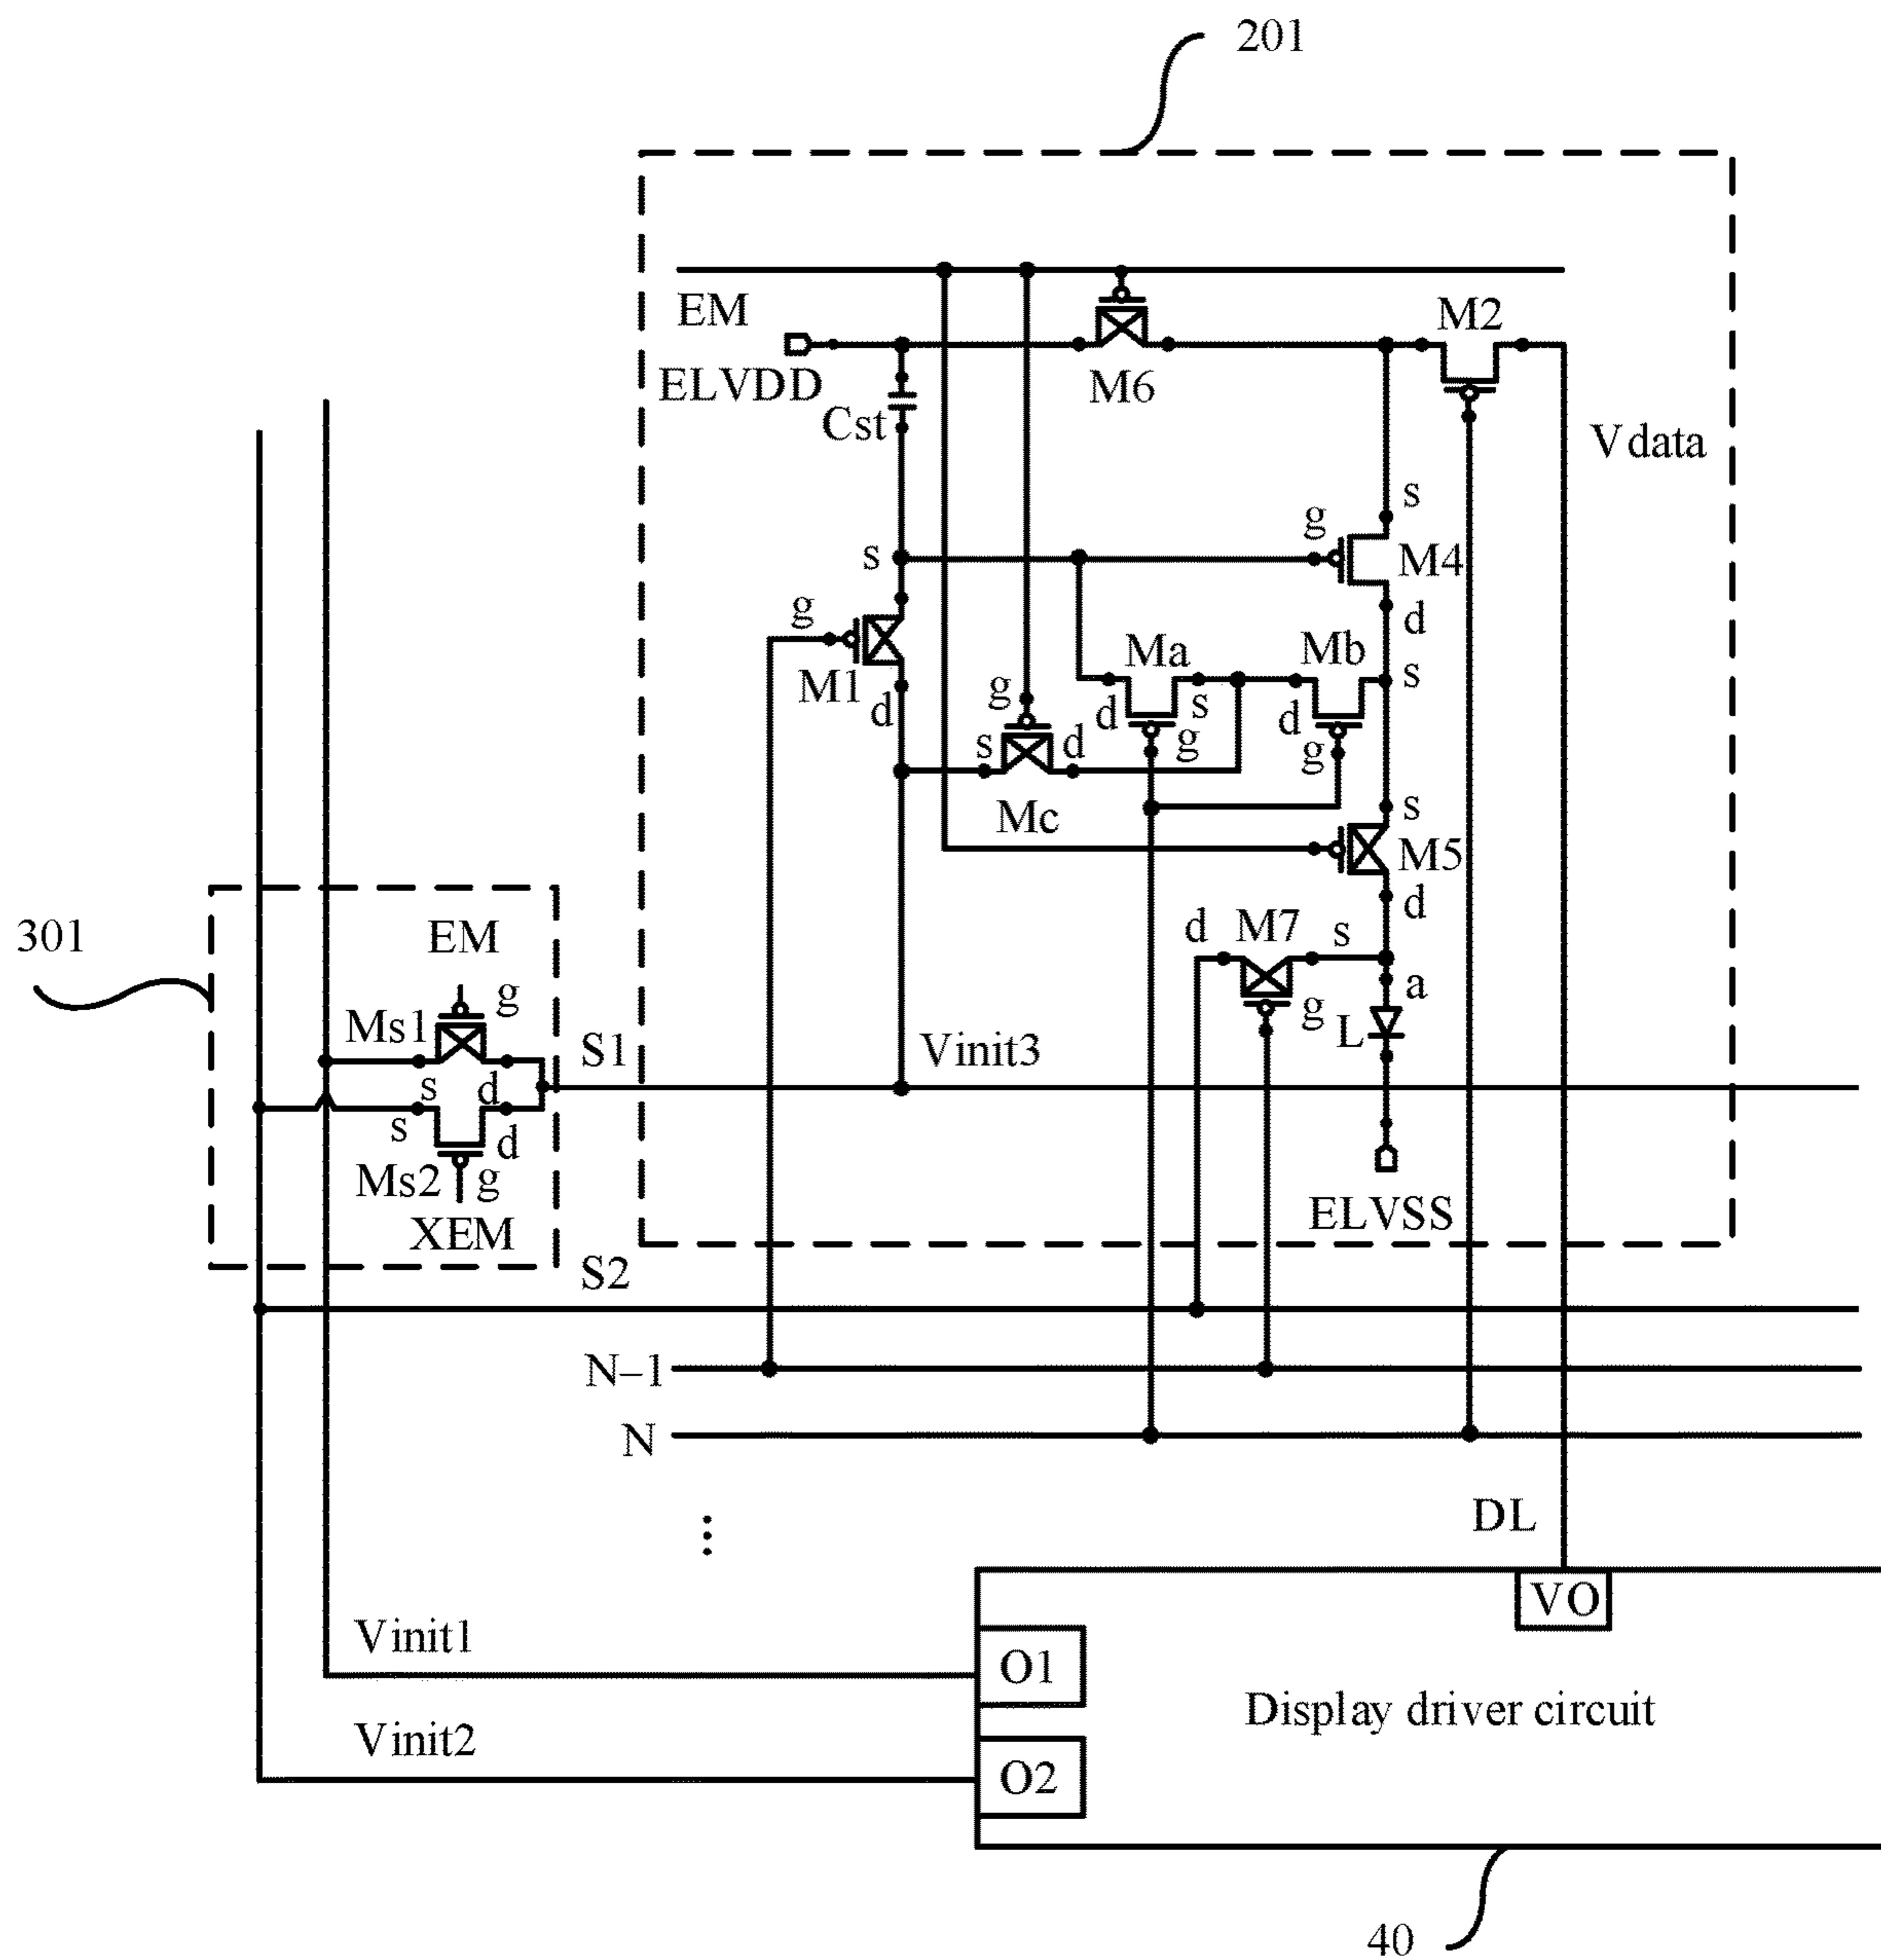 201
EM
M2
ELVDD
M6
Cst
Vdata
s
g
s
M4
g
d
Ma
Mb
s
M1
g
d
d
s
d
s
d
g
g
Mc
s
M5
301
EM
d
M7
s
d
g
a
g
Ms1
S1
Vinit3
L
s
d
s
d
Ms2
g
ELVSS
XEM
S2
N–1
N
DL
⋮
VO
Vinit1
O1
Display driver circuit
Vinit2
O2
40